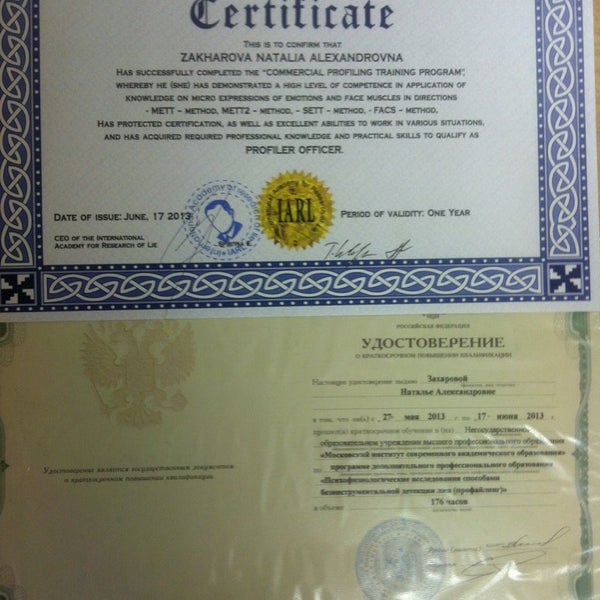 Certificate
THIS IS TO CONFIRM THAT
ZAKHAROVA NATALIA ALEXANDROVNA
HAS SUCCESSFULLY COMPLETED THE "COMMERCIAL PROFILING TRAINING PROGRAM",
WHEREBY HE (SHE) HAS DEMONSTRATED A HIGH LEVEL OF COMPETENCE IN APPLICATION OF
KNOWLEDGE ON MICRO EXPRESSIONS OF EMOTIONS AND FACE MUSCLES IN DIRECTIONS
- METT – METHOD, METT2 – METHOD, - SETT – METHOD, - FACS – METHOD,
HAS PROTECTED CERTIFICATION, AS WELL AS EXCELLENT ABILITIES TO WORK IN VARIOUS SITUATIONS,
AND HAS ACQUIRED REQUIRED PROFESSIONAL KNOWLEDGE AND PRACTICAL SKILLS TO QUALIFY AS
PROFILER OFFICER.
IARL
DATE OF ISSUE: JUNE, 17 2013
PERIOD OF VALIDITY: ONE YEAR
CEO OF THE INTERNATIONAL
ACADEMY FOR RESEARCH OF LIE
РОССИЙСКАЯ ФЕДЕРАЦИЯ
УДОСТОВЕРЕНИЕ
О КРАТКОСРОЧНОМ ПОВЫШЕНИИ КВАЛИФИКАЦИИ
Настоящее удостоверение выдано Захаровой
Наталье Александровне
в том, что он(а) с 27 мая 2013 г. по 17 июня 2013 г.
прошел(а) краткосрочное обучение в (на) Негосударственном
образовательном учреждении высшего профессионального образования
«Московский институт современного академического образования»
по программе дополнительного профессионального образования
«Психофизиологические исследования способами
безинструментальной детекции лжи (профайлинг)»
в объеме 176 часов
Удостоверение является государственным документом
о краткосрочном повышении квалификации